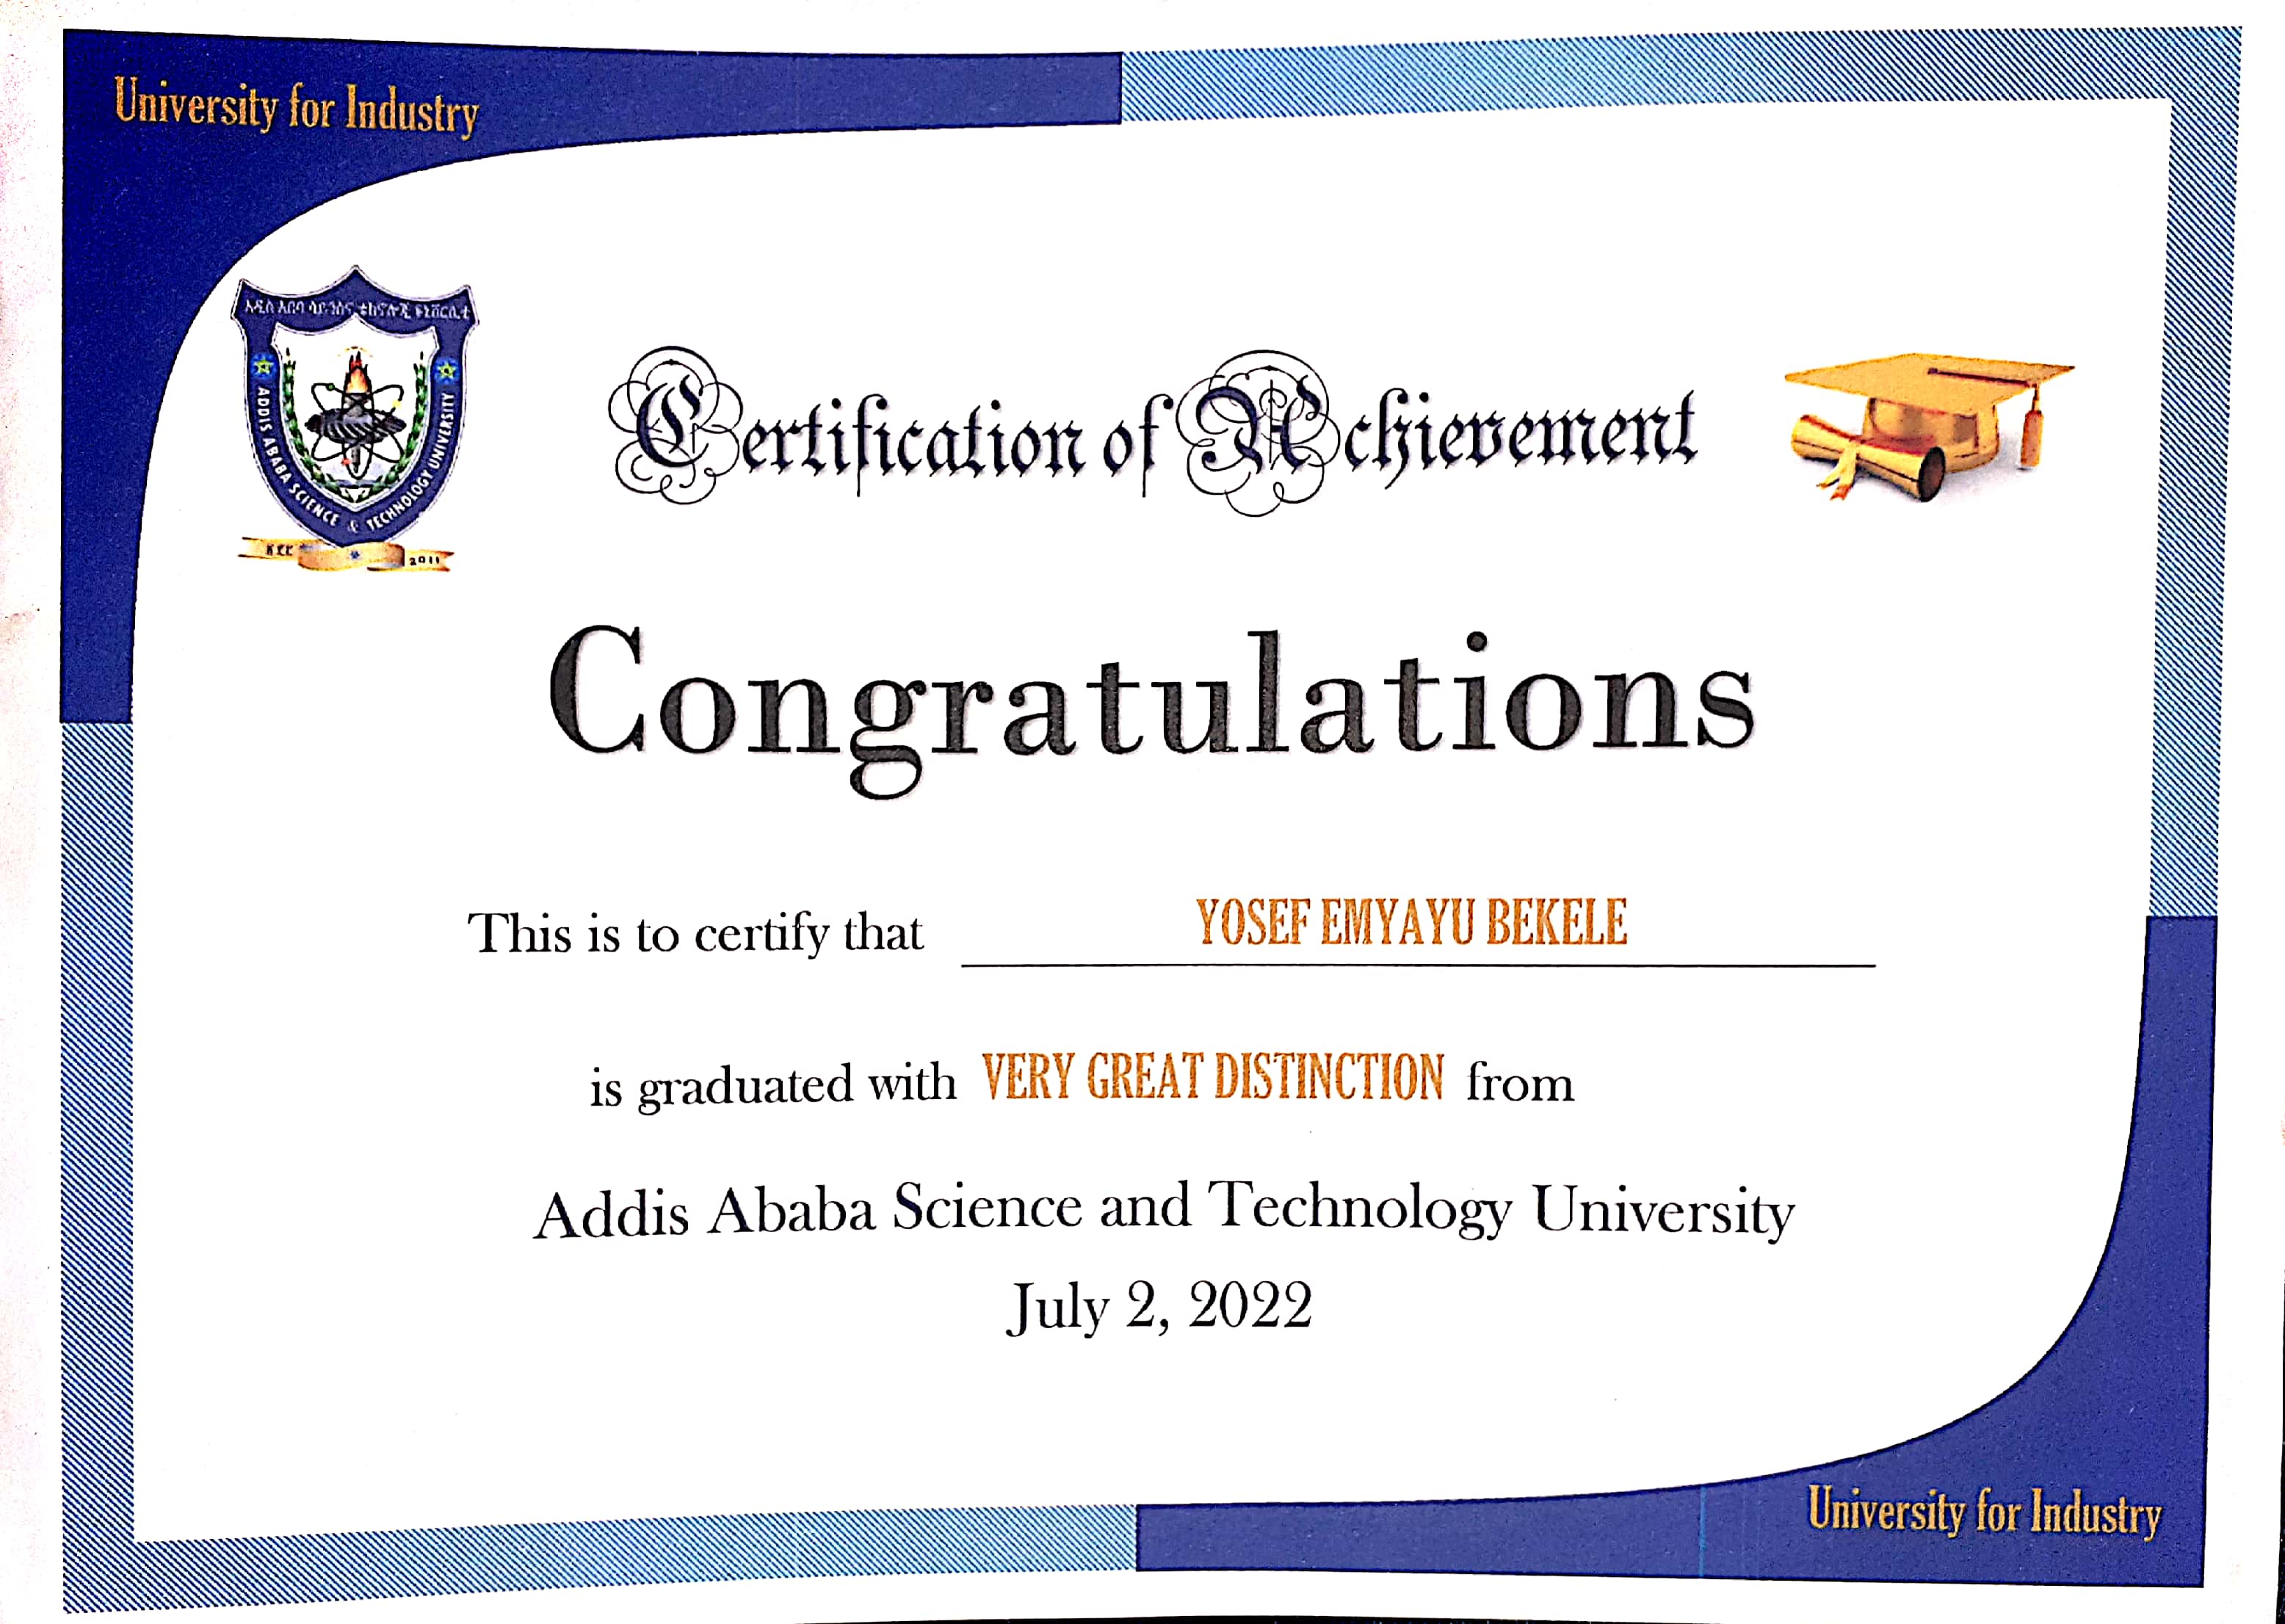 University for Industry
አዲስ አበባ ሳይንስና ቴክኖሎጂ ዩኒቨርሲቲ
ADDIS ABABA SCIENCE & TECHNOLOGY UNIVERSITY
2011
Certification of Achievement
Congratulations
This is to certify that YOSEF EMYAYU BEKELE
is graduated with VERY GREAT DISTINCTION from
Addis Ababa Science and Technology University
July 2, 2022
University for Industry